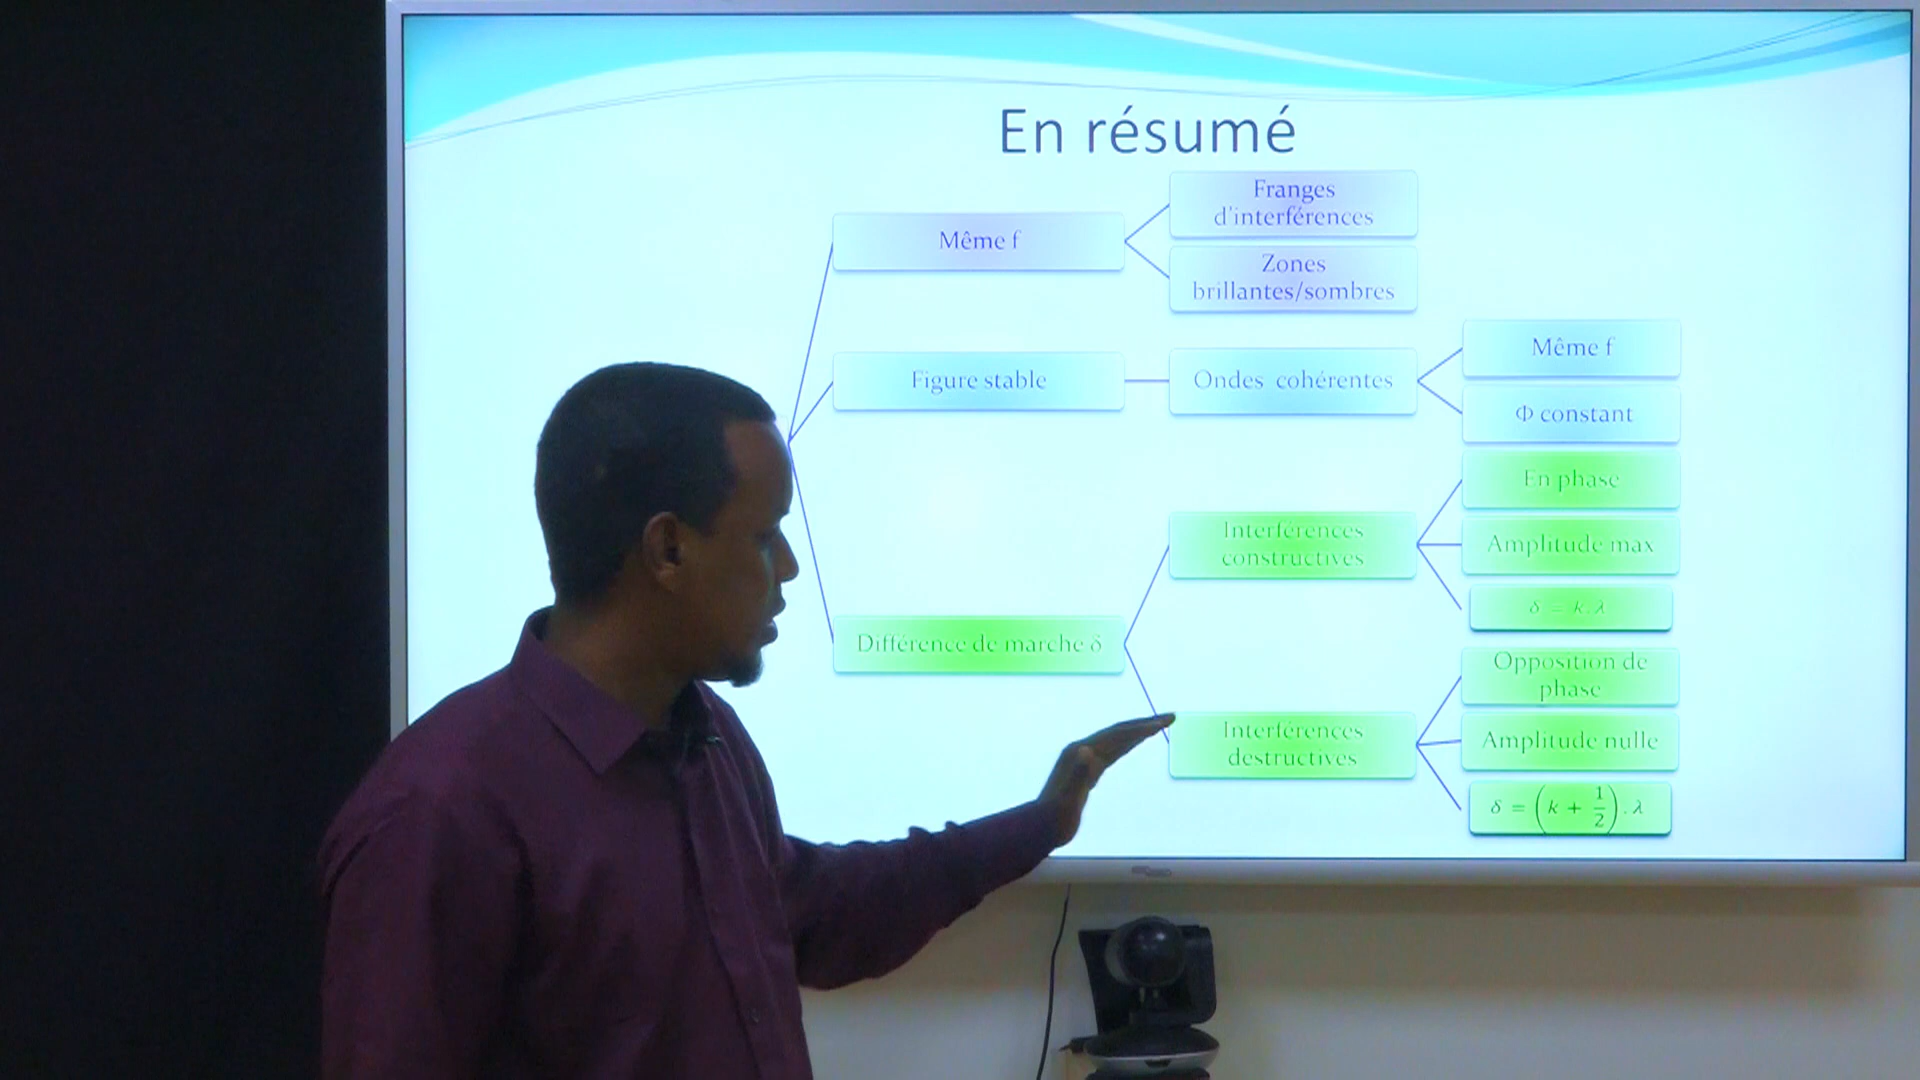 En résumé
Même f
Franges
d'interférences
Zones
brillantes/sombres
Figure stable
Ondes cohérentes
Même f
Φ constant
Différence de marche δ
Interférences
constructives
En phase
Amplitude max
δ = k.λ
Interférences
destructives
Opposition de
phase
Amplitude nulle
δ = (k + 1/2).λ